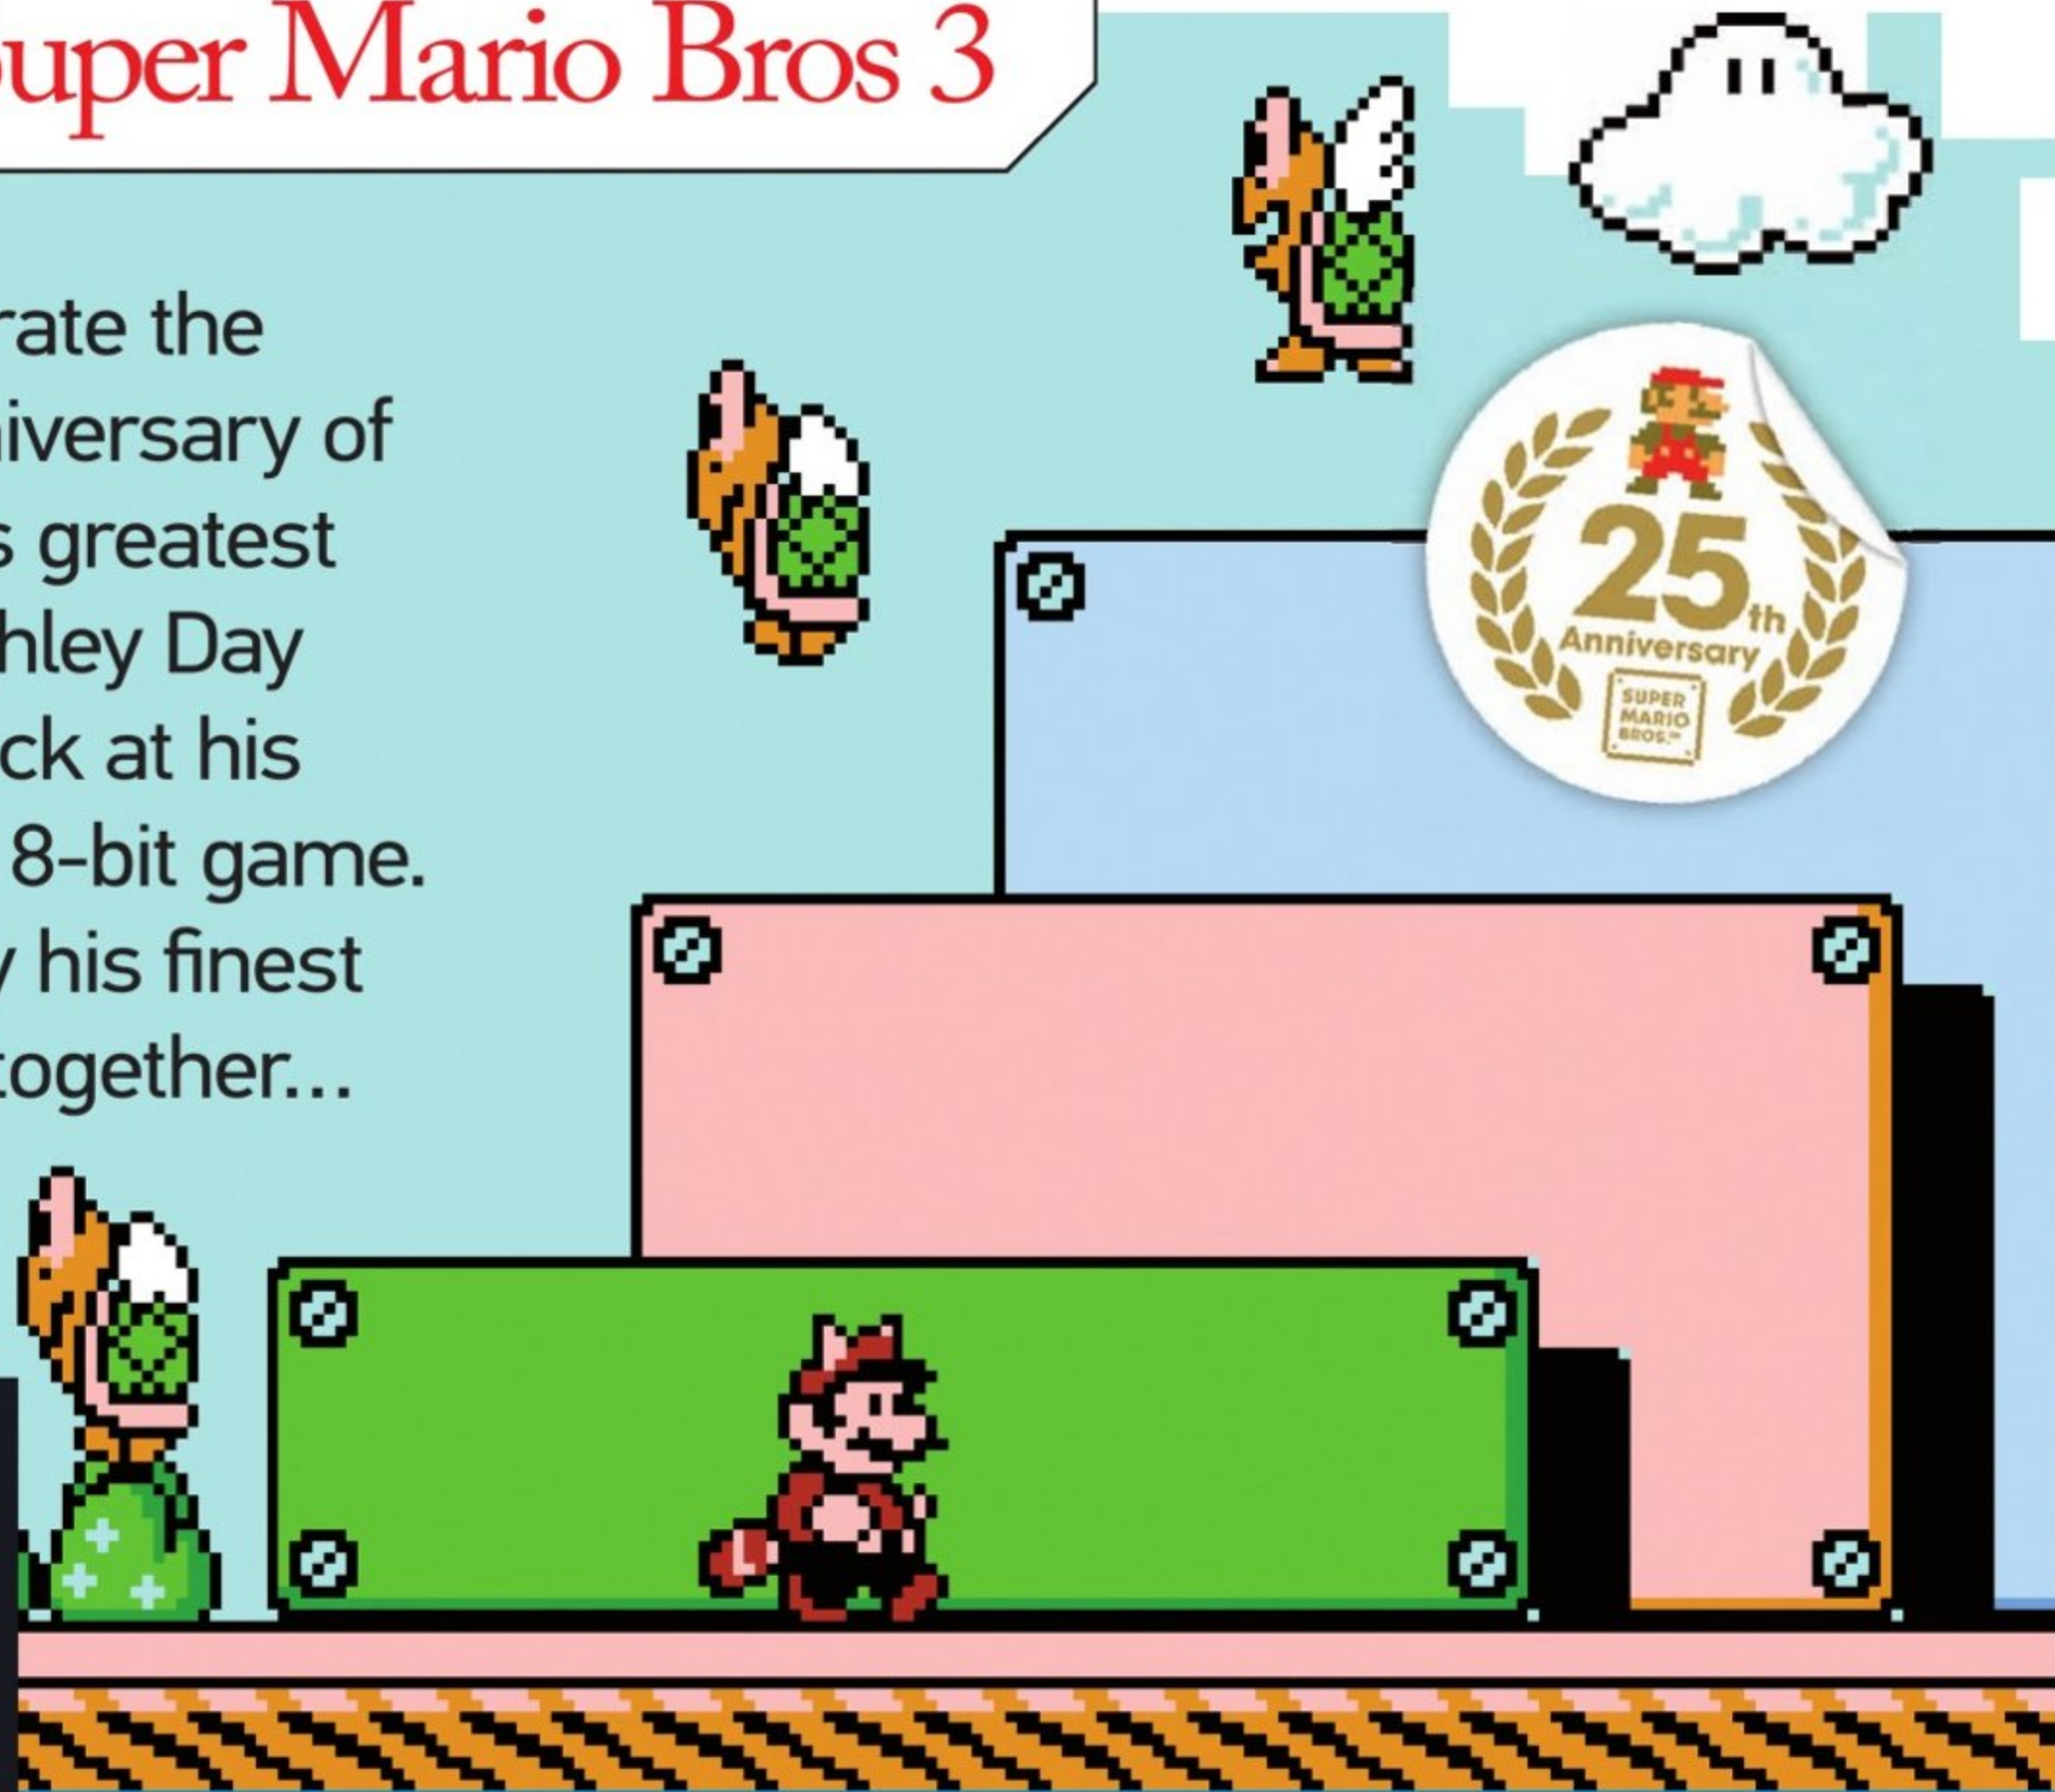 uper Mario Bros 3
rate the
iversary of
s greatest
hley Day
ck at his
8-bit game.
y his finest
together...
25th
Anniversary
SUPER
MARIO
BROS.™